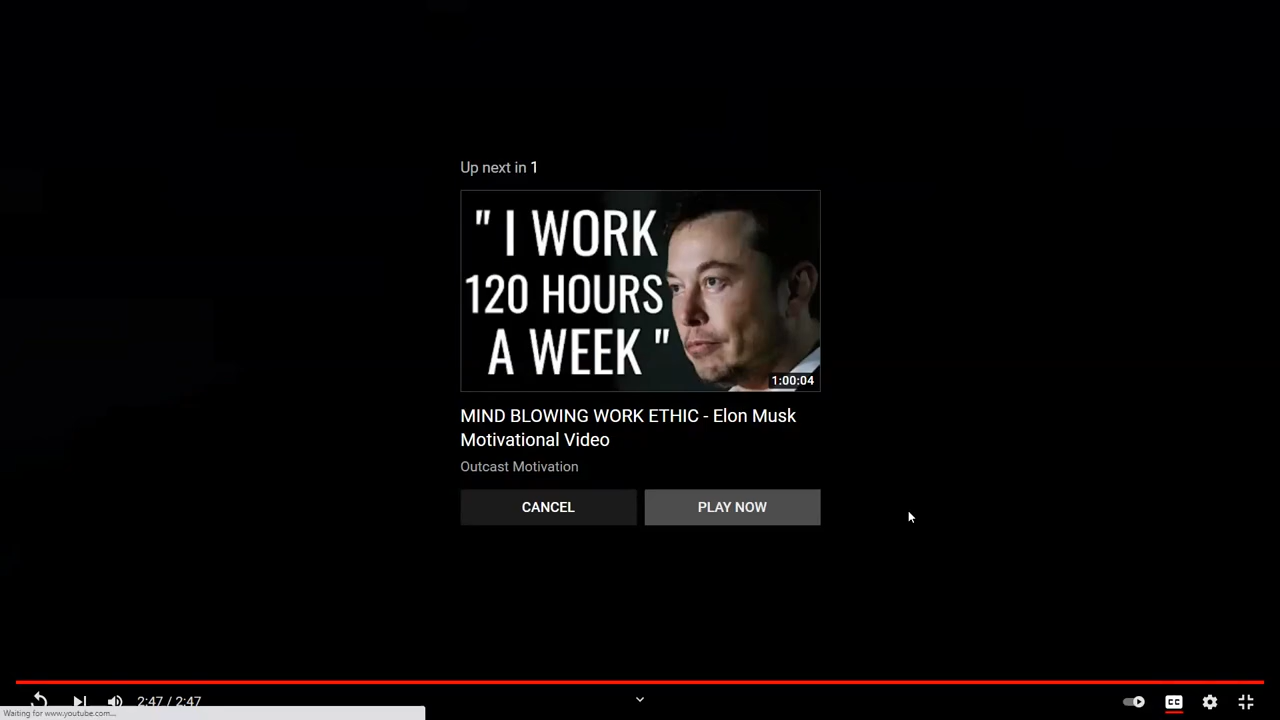 Up next in 1
" I WORK
120 HOURS
A WEEK "
1:00:04
MIND BLOWING WORK ETHIC - Elon Musk
Motivational Video
Outcast Motivation
CANCEL
PLAY NOW
2:47 / 2:47
CC
Waiting for www.youtube.com...